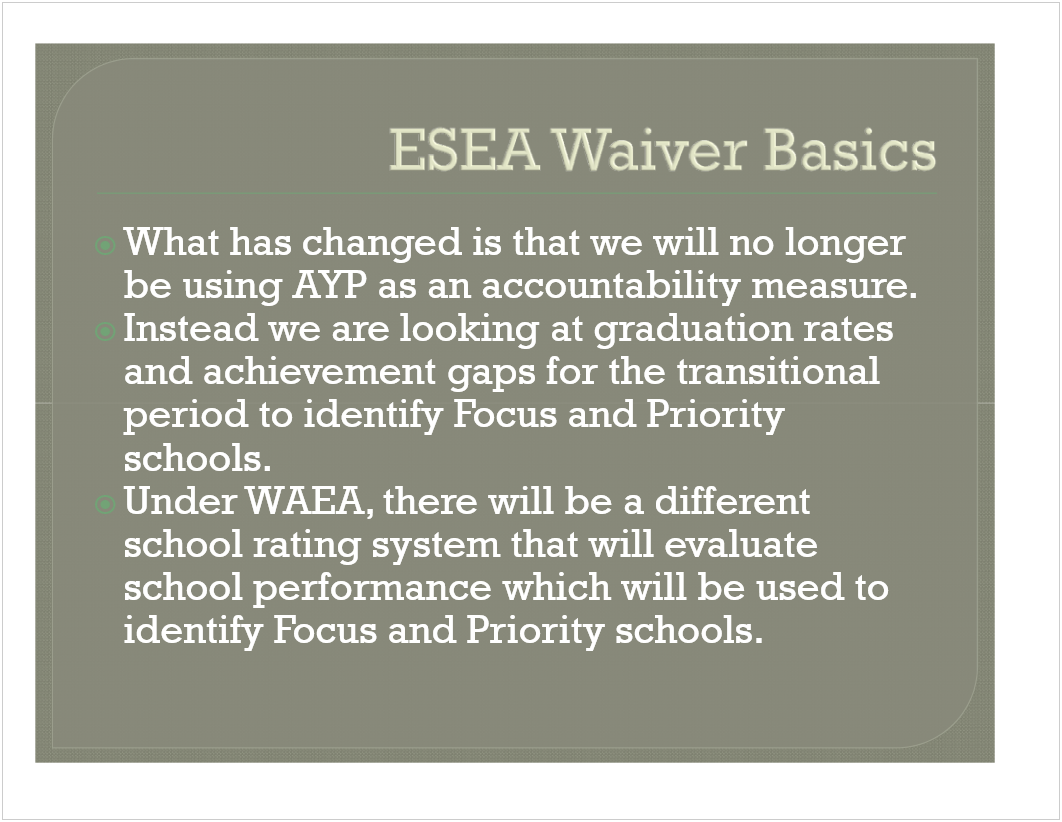 ESEA Waiver Basics
What has changed is that we will no longer
be using AYP as an accountability measure.
Instead we are looking at graduation rates
and achievement gaps for the transitional
period to identify Focus and Priority
schools.
Under WAEA, there will be a different
school rating system that will evaluate
school performance which will be used to
identify Focus and Priority schools.